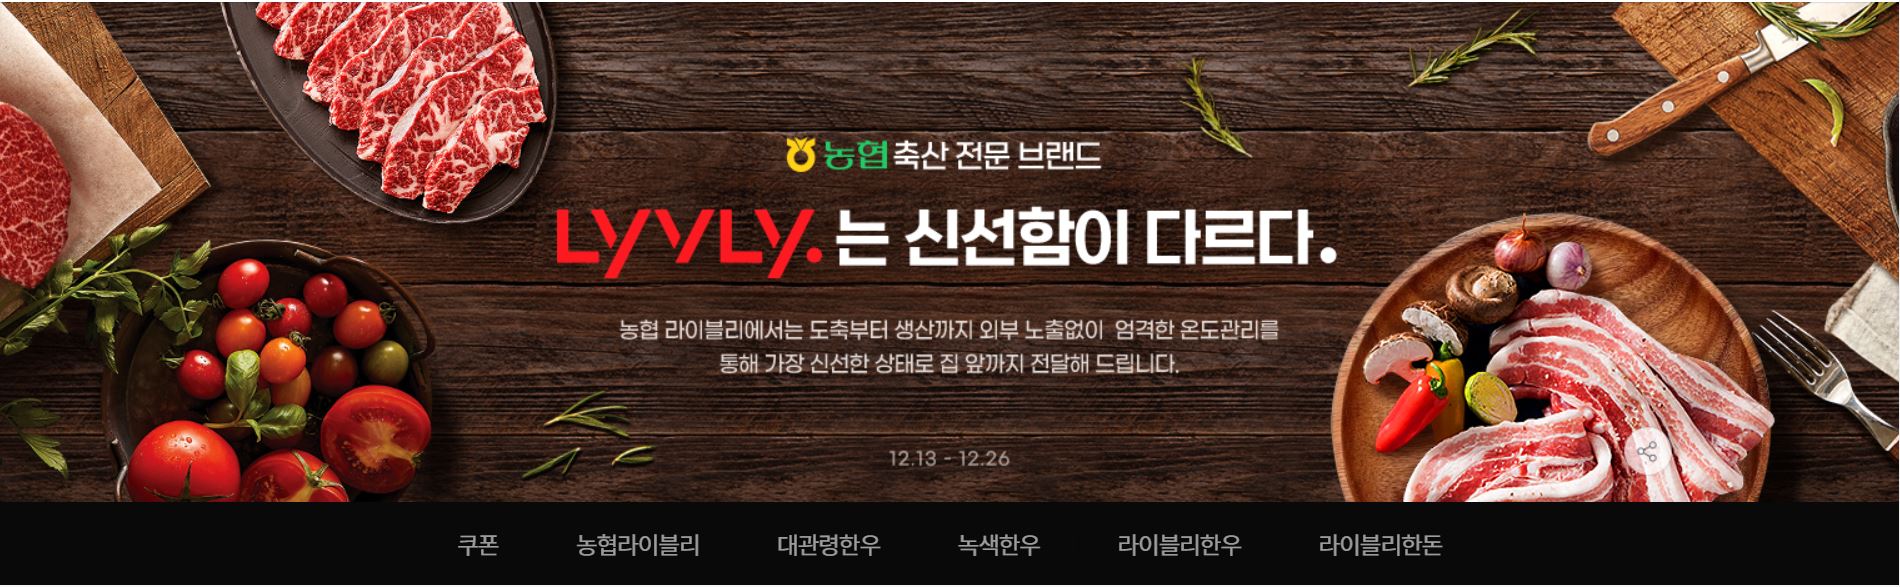 농협 축산 전문 브랜드
LYVLY. 는 신선함이 다르다.
농협 라이블리에서는 도축부터 생산까지 외부 노출없이 엄격한 온도관리를
통해 가장 신선한 상태로 집 앞까지 전달해 드립니다.
12.13 - 12.26
쿠폰 농협라이블리 대관령한우 녹색한우 라이블리한우 라이블리한돈